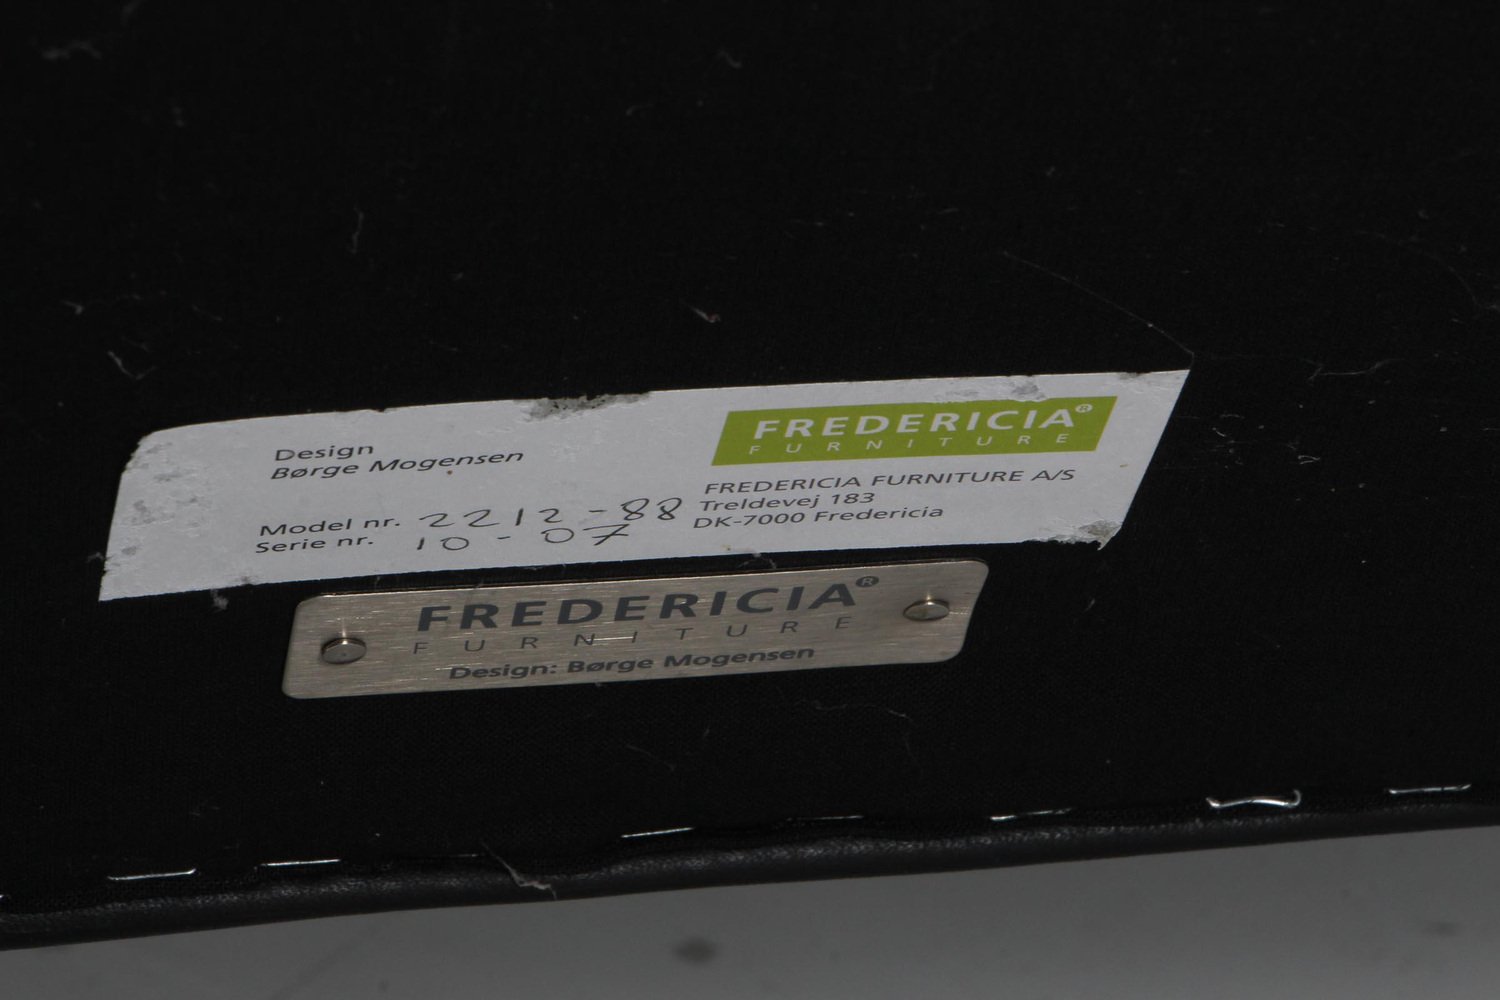 Design
Børge Mogensen
Model nr. 2212-88
Serie nr. 10-07
FREDERICIA®
FURNITURE
FREDERICIA FURNITURE A/S
Treldevej 183
DK-7000 Fredericia
FREDERICIA®
FURNITURE
Design: Børge Mogensen